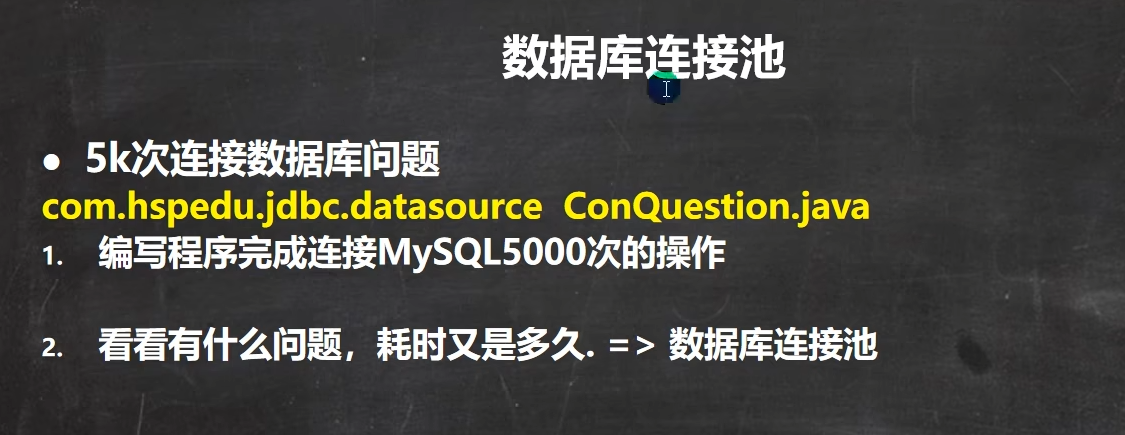 数据库连接池
● 5k次连接数据库问题
com.hspedu.jdbc.datasource ConQuestion.java
1. 编写程序完成连接MySQL5000次的操作
2. 看看有什么问题，耗时又是多久. => 数据库连接池